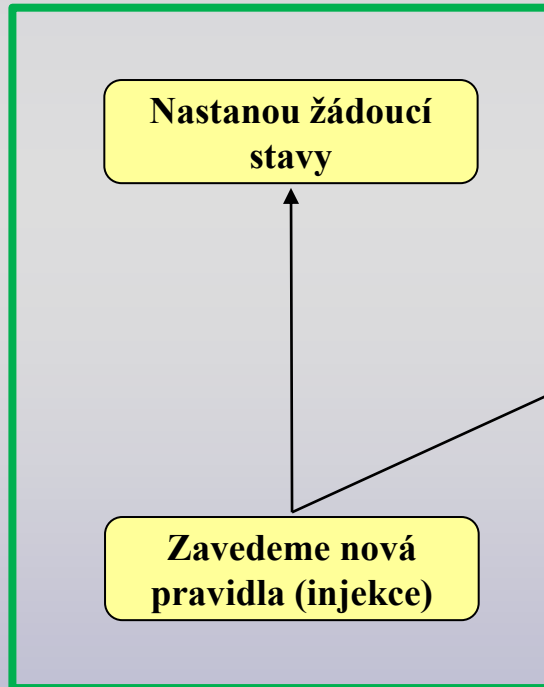 Nastanou žádoucí
stavy
Zavedeme nová
pravidla (injekce)